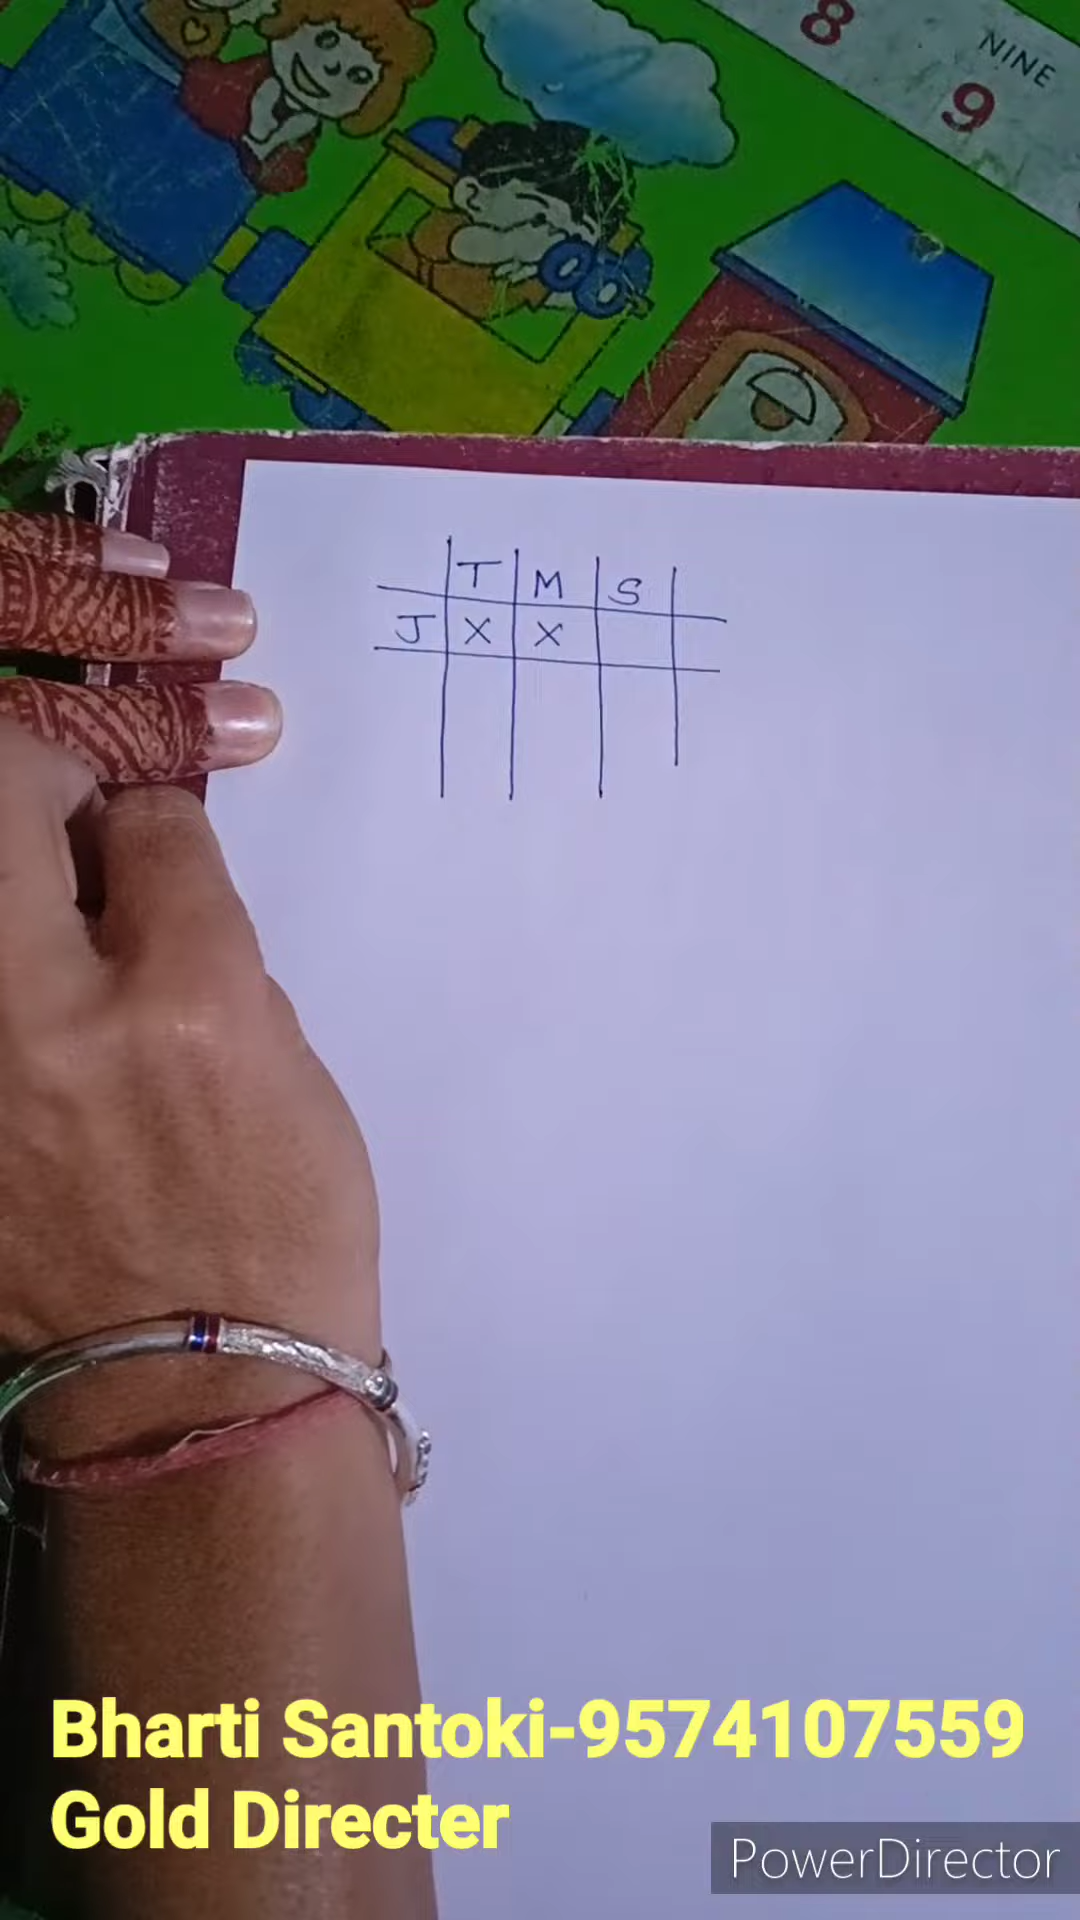 8
NINE
9
T M S
J X X
Bharti Santoki-9574107559
Gold Directer
PowerDirector